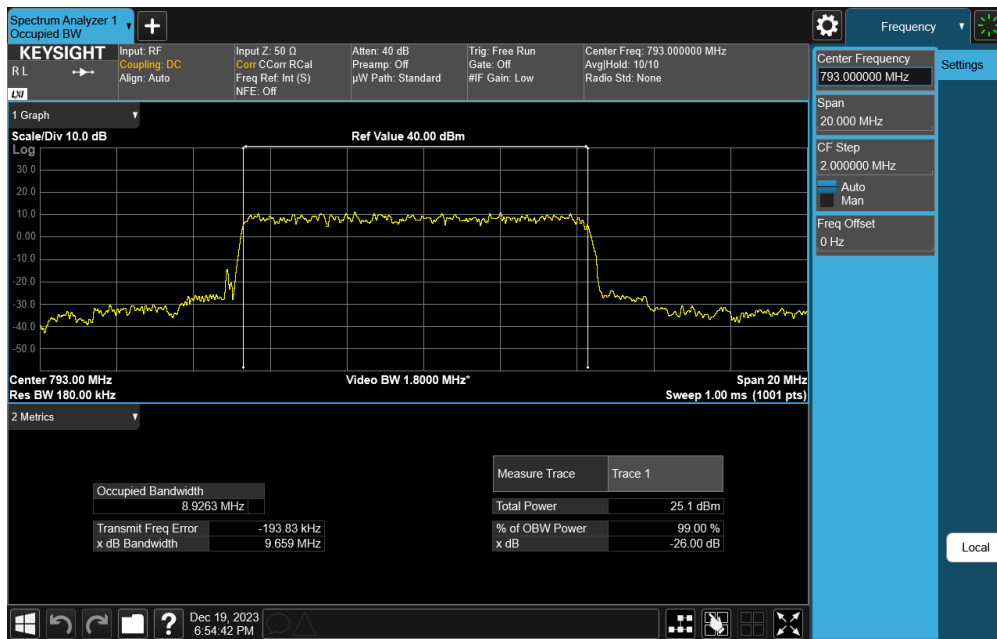 Spectrum Analyzer 1
Occupied BW
Frequency
KEYSIGHT
R L
LXI
Input: RF
Coupling: DC
Align: Auto
Input Z: 50 Ω
Corr CCorr RCal
Freq Ref: Int (S)
NFE: Off
Atten: 40 dB
Preamp: Off
µW Path: Standard
Trig: Free Run
Gate: Off
#IF Gain: Low
Center Freq: 793.000000 MHz
Avg|Hold: 10/10
Radio Std: None
Center Frequency
793.000000 MHz
Settings
Span
20.000 MHz
CF Step
2.000000 MHz
Auto
Man
Freq Offset
0 Hz
1 Graph
Scale/Div 10.0 dB
Ref Value 40.00 dBm
Log
30.0
20.0
10.0
0.00
-10.0
-20.0
-30.0
-40.0
-50.0
Center 793.00 MHz
Video BW 1.8000 MHz*
Span 20 MHz
Res BW 180.00 kHz
Sweep 1.00 ms (1001 pts)
2 Metrics
Measure Trace Trace 1
Occupied Bandwidth
8.9263 MHz
Total Power 25.1 dBm
Transmit Freq Error -193.83 kHz
% of OBW Power 99.00 %
x dB Bandwidth 9.659 MHz
x dB -26.00 dB
Local
?
Dec 19, 2023
6:54:42 PM